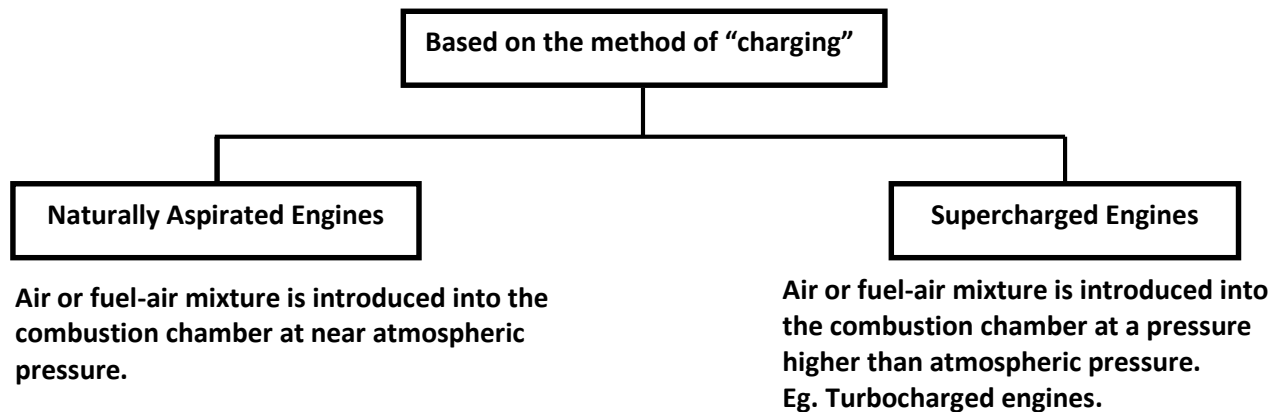 Based on the method of “charging”
Naturally Aspirated Engines
Air or fuel-air mixture is introduced into the
combustion chamber at near atmospheric
pressure.
Supercharged Engines
Air or fuel-air mixture is introduced into
the combustion chamber at a pressure
higher than atmospheric pressure.
Eg. Turbocharged engines.